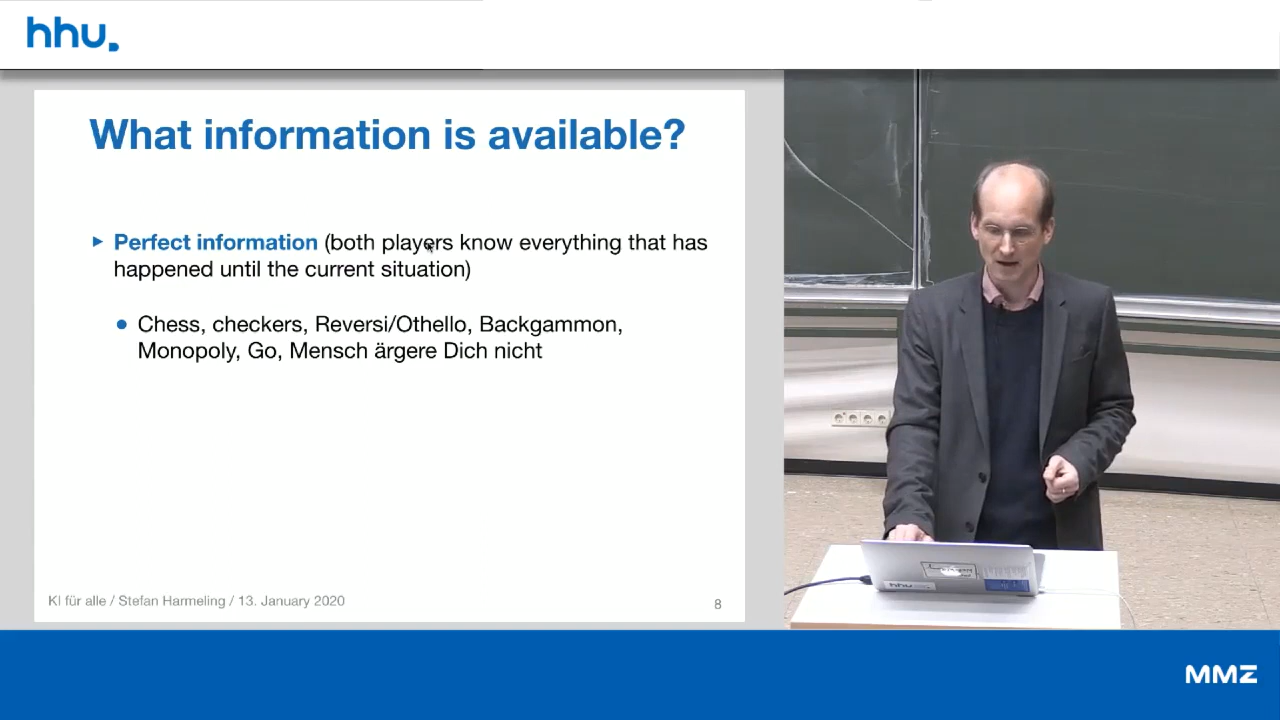 hhu.
What information is available?
Perfect information (both players know everything that has
happened until the current situation)
Chess, checkers, Reversi/Othello, Backgammon,
Monopoly, Go, Mensch ärgere Dich nicht
KI für alle / Stefan Harmeling / 13. January 2020
8
hhu
MMZ